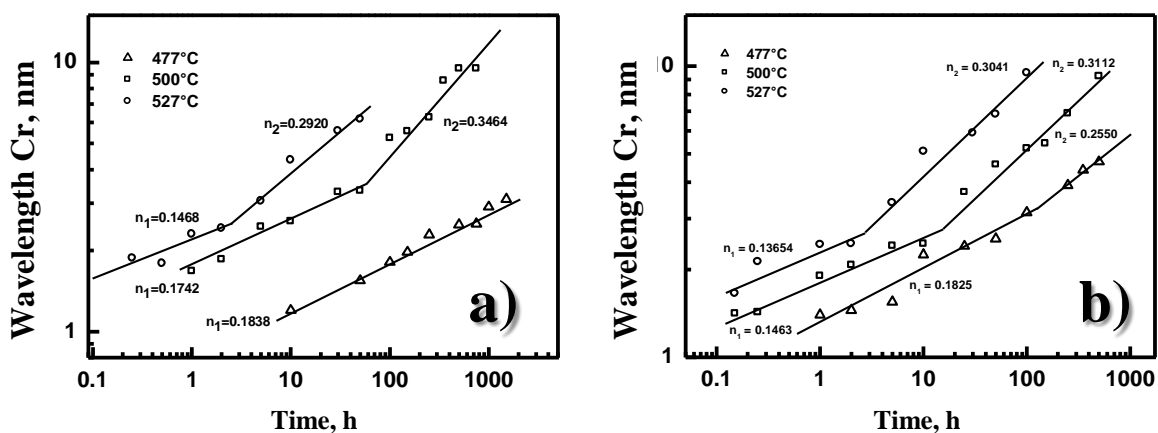 Wavelength Cr, nm
10
1
477°C
500°C
527°C
n2=0.2920
n2=0.3464
n1=0.1468
n1=0.1742
n1=0.1838
a)
0.1 1 10 100 1000
Time, h
Wavelength Cr, nm
10
1
477°C
500°C
527°C
n2 = 0.3041
n2 = 0.3112
n2 = 0.2550
n1 = 0.13654
n1 = 0.1825
n1 = 0.1463
b)
0.1 1 10 100 1000
Time, h